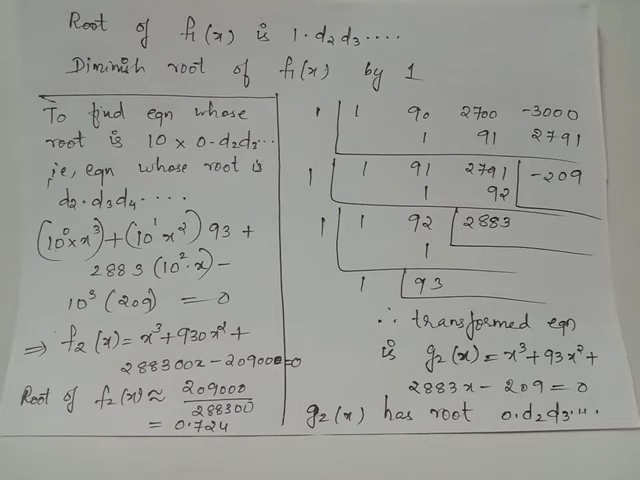 Root of f₁(x) is 1.d₂d₃....
Diminish root of f₁(x) by 1
To find eqn whose
root is 10 × 0.d₂d₃...
ie, eqn whose root is
d₂.d₃d₄....
(10⁰×x³)+(10¹x²)93 +
2883(10².x) –
10³(209) = 0
⇒ f₂(x) = x³+930x²+
288300x – 209000=0
Root of f₂(x) ≈ 209000/288300
= 0.724
1 | 1 90 2700 -3000
1 91 2791
1 | 1 91 2791 | -209
1 92
1 | 1 92 | 2883
1
1 | 93
∴ transformed eqn
is g₂(x) = x³+93x²+
2883x – 209 = 0
g₂(x) has root 0.d₂d₃...